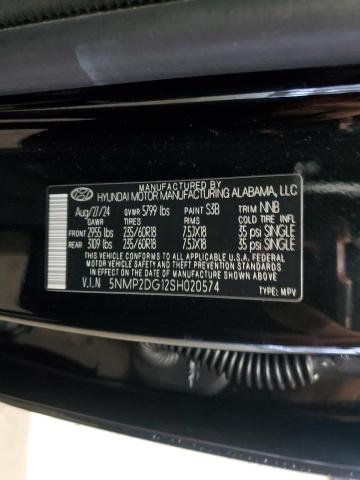 MANUFACTURED BY
HYUNDAI MOTOR MANUFACTURING ALABAMA, LLC
Aug/27/24 GVWR 5799 lbs PAINT S3B TRIM NNB
GAWR TIRES RIMS COLD TIRE INFL
FRONT 2955 lbs 235/60R18 7.5JX18 35 psi SINGLE
REAR 3109 lbs 235/60R18 7.5JX18 35 psi SINGLE
THIS VEHICLE CONFORMS TO ALL APPLICABLE U.S.A FEDERAL
MOTOR VEHICLE SAFETY, BUMPER AND THEFT PREVENTION
STANDARDS IN EFFECT ON THE DATE OF MANUFACTURE SHOWN ABOVE
V.I.N 5NMP2DG12SH020574 TYPE: MPV